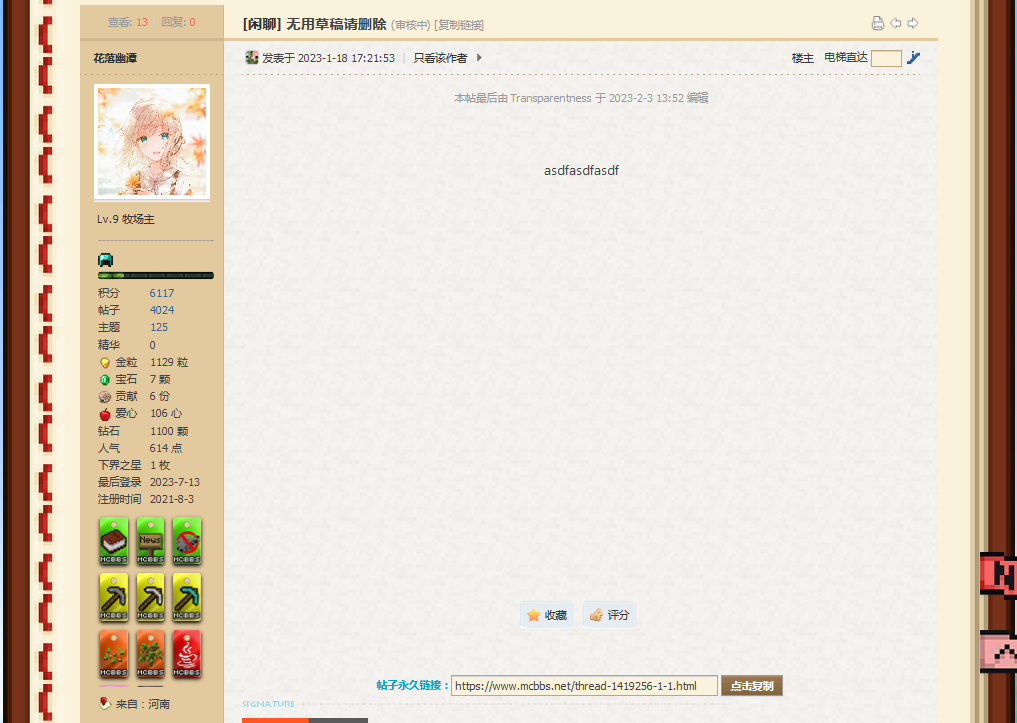 查看: 13 | 回复: 0
[闲聊] 无用草稿请删除 (审核中) [复制链接]
花落幽潭
发表于 2023-1-18 17:21:53 | 只看该作者
楼主 电梯直达
本帖最后由 Transparentness 于 2023-2-3 13:52 编辑
asdfasdfasdf
Lv.9 牧场主
积分 6117
帖子 4024
主题 125
精华 0
金粒 1129 粒
宝石 7 颗
贡献 6 份
爱心 106 心
钻石 1100 颗
人气 614 点
下界之星 1 枚
最后登录 2023-7-13
注册时间 2021-8-3
News
MCBBS MCBBS MCBBS
MCBBS MCBBS MCBBS
MCBBS MCBBS MCBBS
来自：河南
收藏 评分
帖子永久链接： https://www.mcbbs.net/thread-1419256-1-1.html 点击复制
SIGNATURE
N